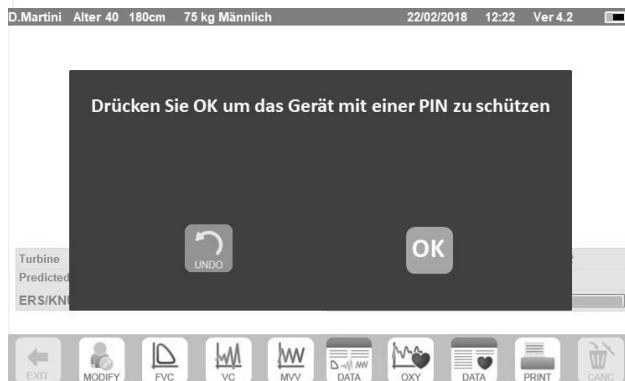 D.Martini Alter 40 180cm 75 kg Männlich 22/02/2018 12:22 Ver 4.2
Drücken Sie OK um das Gerät mit einer PIN zu schützen
UNDO
OK
Turbine
Predicted
EXIT MODIFY FVC VC MVV DATA OXY DATA PRINT CANC